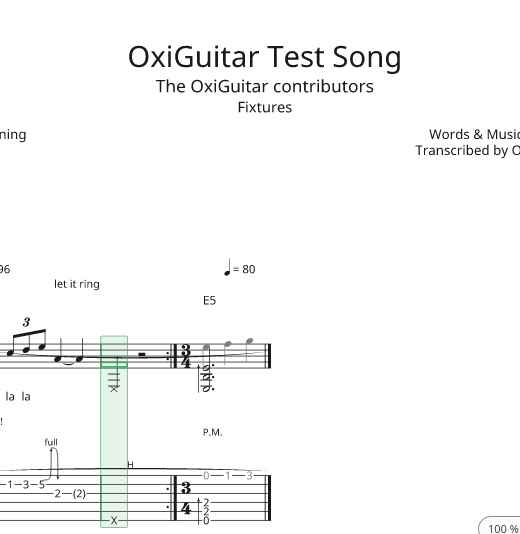 OxiGuitar Test Song
The OxiGuitar contributors
Fixtures
ning
Words & Music
Transcribed by O
96
= 80
let it ring
E5
3
3
4
la la
!
P.M.
full
H
1 3 5
2 (2)
X
3
4
0 1 3
2
2
0
100 %